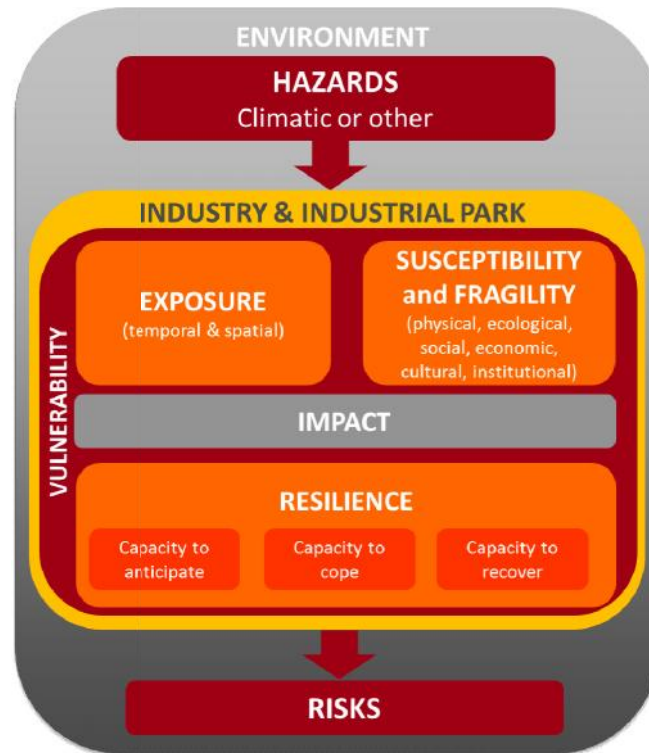 ENVIRONMENT
HAZARDS
Climatic or other
INDUSTRY & INDUSTRIAL PARK
VULNERABILITY
EXPOSURE
(temporal & spatial)
SUSCEPTIBILITY
and FRAGILITY
(physical, ecological,
social, economic,
cultural, institutional)
IMPACT
RESILIENCE
Capacity to
anticipate
Capacity to
cope
Capacity to
recover
RISKS